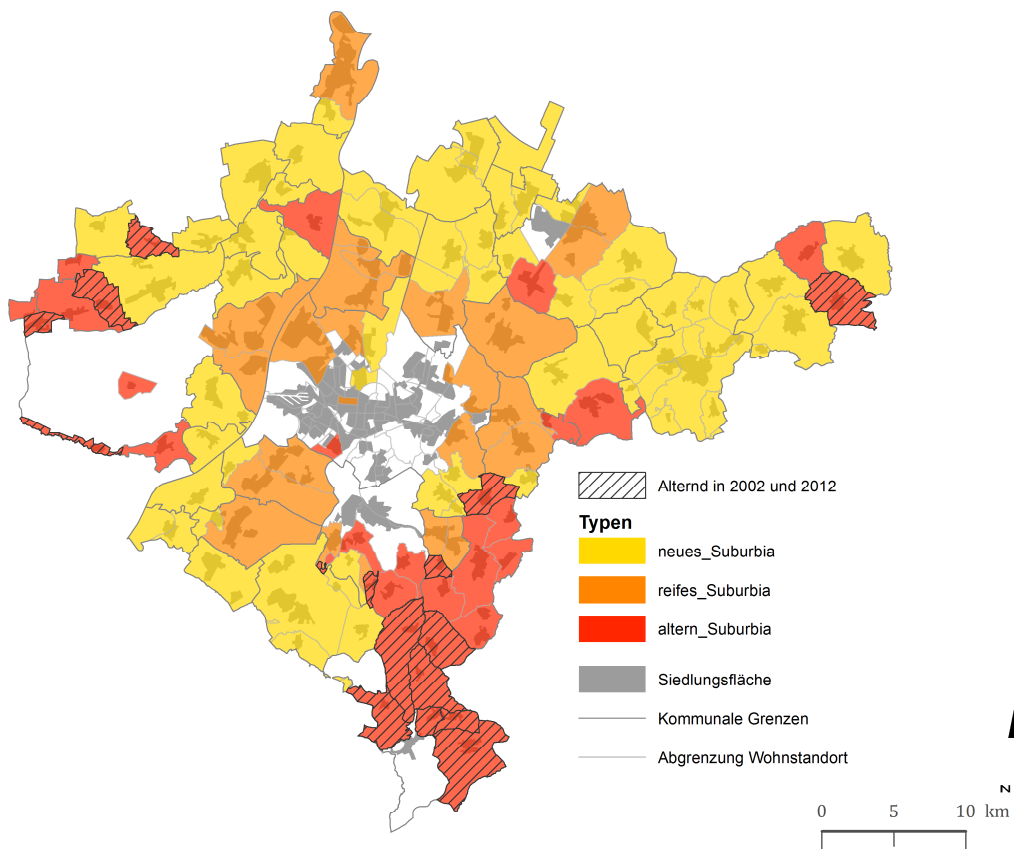 Alternd in 2002 und 2012
Typen
neues_Suburbia
reifes_Suburbia
altern_Suburbia
Siedlungsfläche
Kommunale Grenzen
Abgrenzung Wohnstandort
N
0 5 10 km